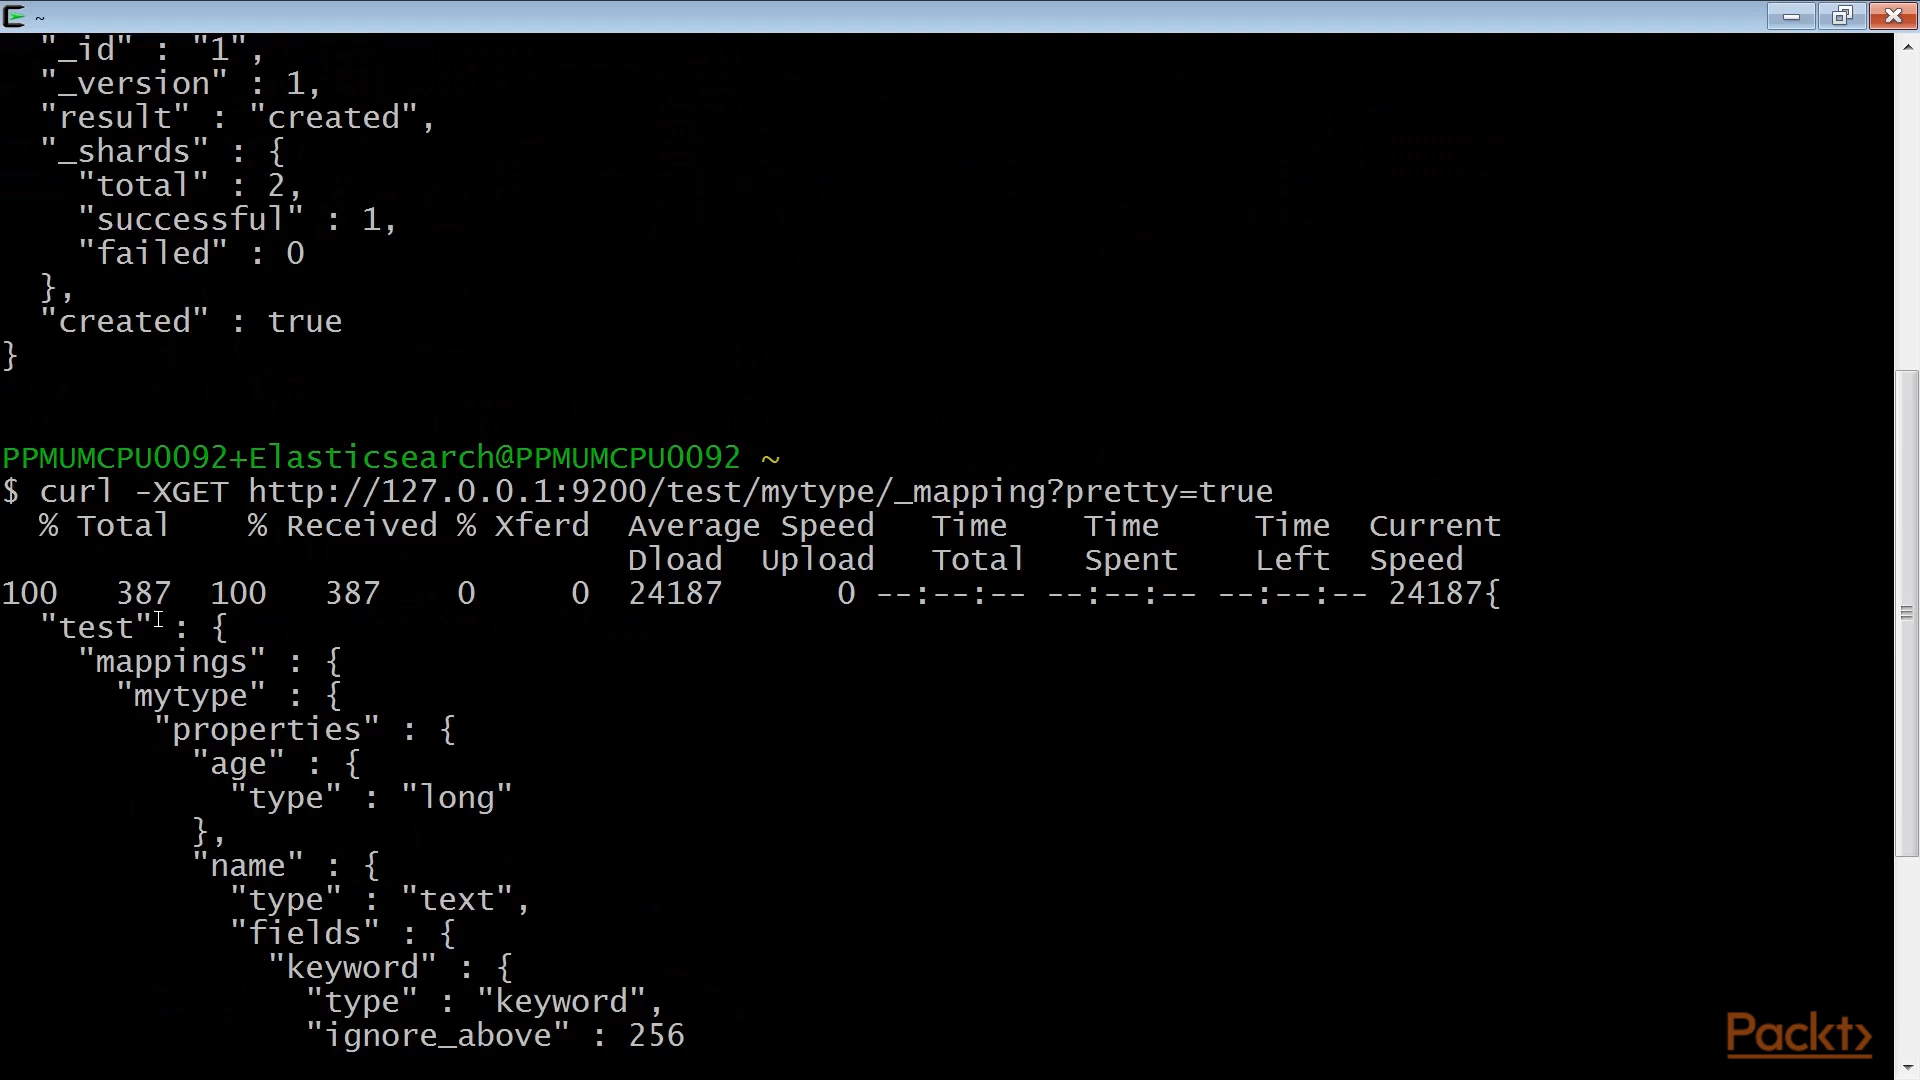 ~
"_id" : "1",
"_version" : 1,
"result" : "created",
"_shards" : {
"total" : 2,
"successful" : 1,
"failed" : 0
},
"created" : true
}
PPMUMCPU0092+Elasticsearch@PPMUMCPU0092 ~
$ curl -XGET http://127.0.0.1:9200/test/mytype/_mapping?pretty=true
% Total % Received % Xferd Average Speed Time Time Time Current
Dload Upload Total Spent Left Speed
100 387 100 387 0 0 24187 0 --:--:-- --:--:-- --:--:-- 24187{
"test" : {
"mappings" : {
"mytype" : {
"properties" : {
"age" : {
"type" : "long"
},
"name" : {
"type" : "text",
"fields" : {
"keyword" : {
"type" : "keyword",
"ignore_above" : 256
Packt>